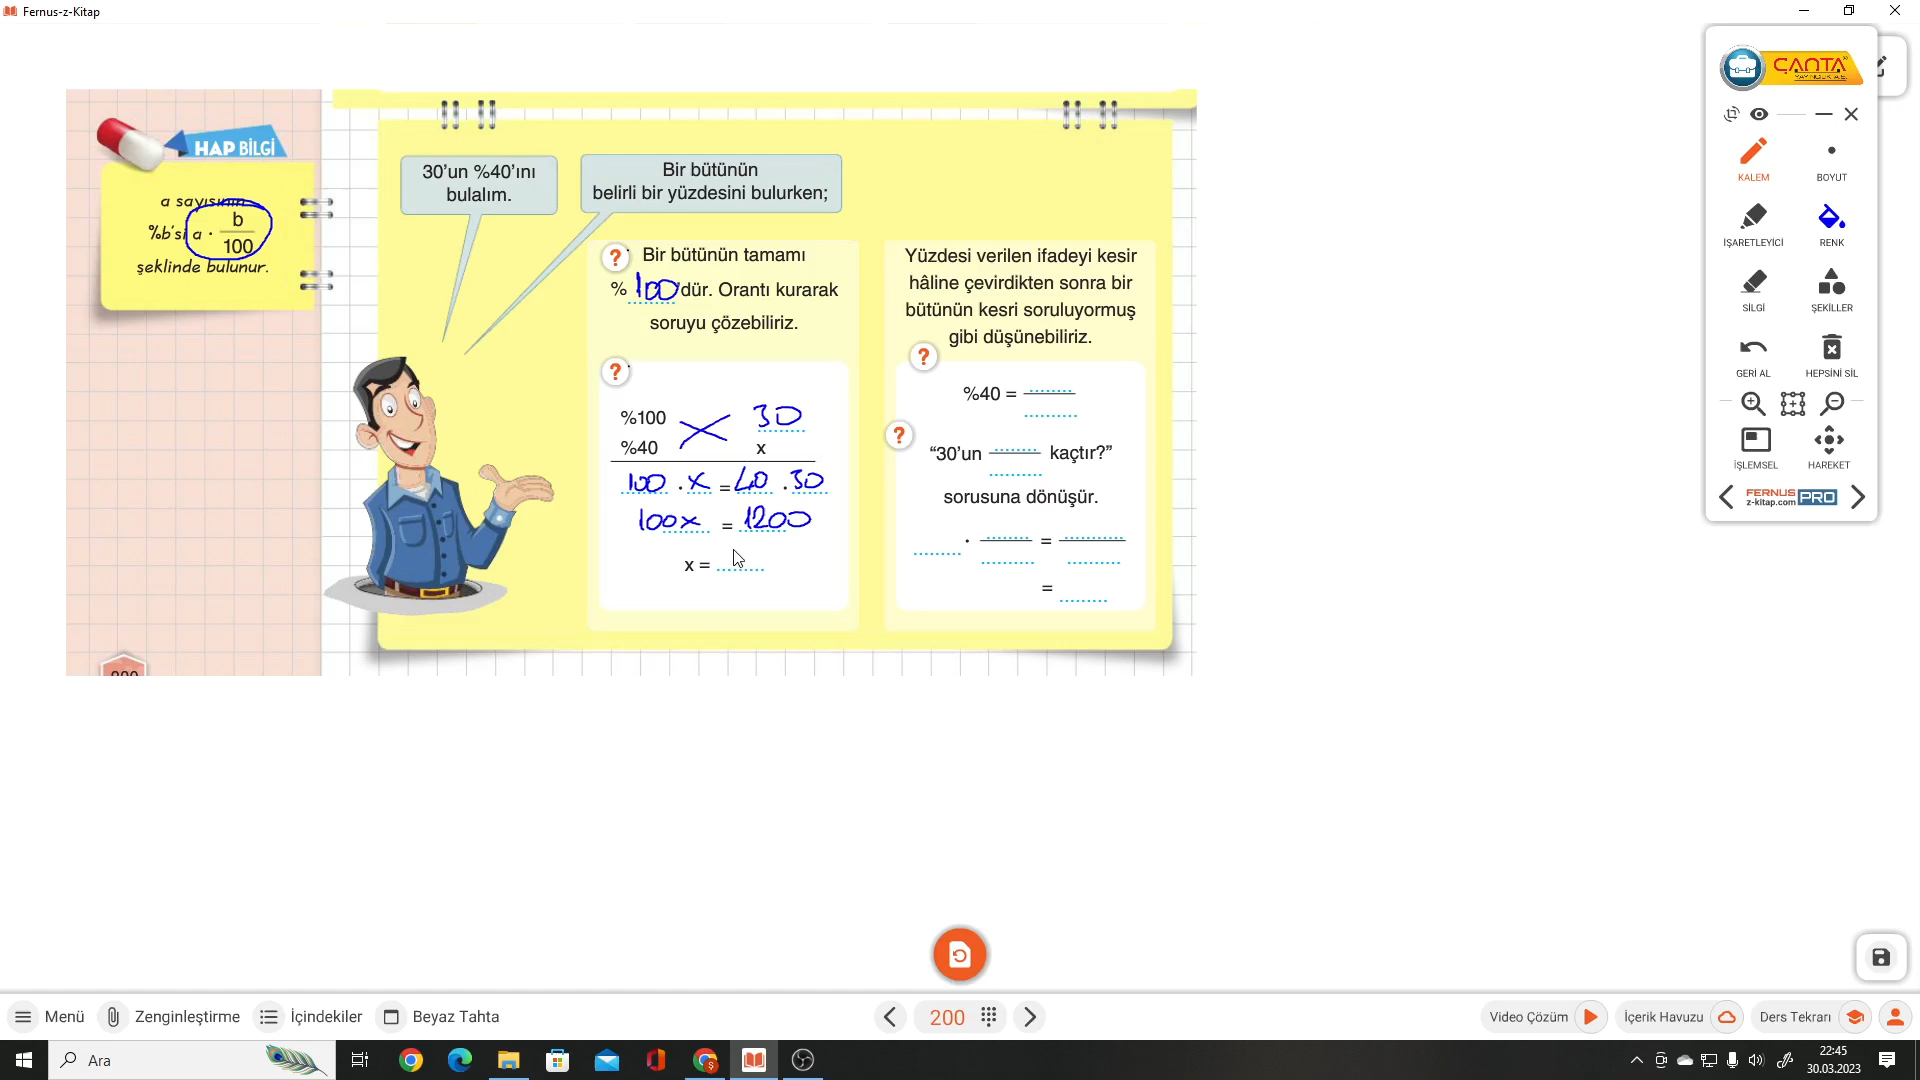 Fernus-z-Kitap
ÇANTA
YAYINCILIK A.Ş.
HAP BİLGİ
a sayısının
%b'si a · b
100
şeklinde bulunur.
30'un %40'ını
bulalım.
Bir bütünün
belirli bir yüzdesini bulurken;
? Bir bütünün tamamı
% 100 'dür. Orantı kurarak
soruyu çözebiliriz.
?
%100 30
%40 x
100 . x = 40 . 30
100x = 1200
x = ........
Yüzdesi verilen ifadeyi kesir
hâline çevirdikten sonra bir
bütünün kesri soruluyormuş
gibi düşünebiliriz.
?
%40 = ........
........
?
“30'un ........ kaçtır?”
........
sorusuna dönüşür.
........ · ........ = ........
........ ........
= ........
KALEM BOYUT
İŞARETLEYİCİ RENK
SİLGİ ŞEKİLLER
GERİ AL HEPSİNİ SİL
İŞLEMSEL HAREKET
FERNUS PRO
z-kitap.com
Menü Zenginleştirme İçindekiler Beyaz Tahta 200 Video Çözüm İçerik Havuzu Ders Tekrarı
Ara
22:45
30.03.2023